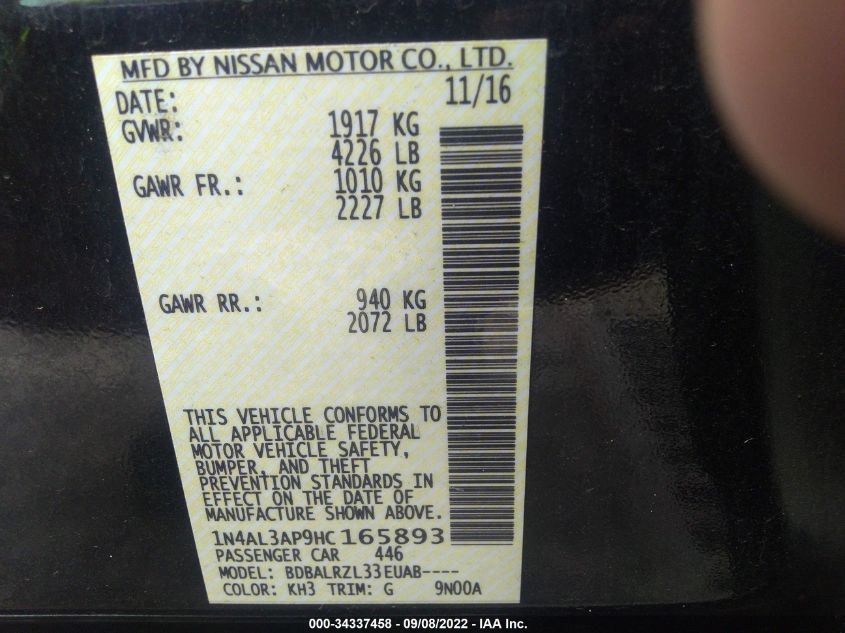 MFD BY NISSAN MOTOR CO., LTD.
DATE: 11/16
GVWR: 1917 KG
4226 LB
GAWR FR.: 1010 KG
2227 LB
GAWR RR.: 940 KG
2072 LB
THIS VEHICLE CONFORMS TO
ALL APPLICABLE FEDERAL
MOTOR VEHICLE SAFETY,
BUMPER, AND THEFT
PREVENTION STANDARDS IN
EFFECT ON THE DATE OF
MANUFACTURE SHOWN ABOVE.
1N4AL3AP9HC165893
PASSENGER CAR 446
MODEL: BDBALRZL33EUAB----
COLOR: KH3 TRIM: G 9N00A
000-34337458 - 09/08/2022 - IAA Inc.